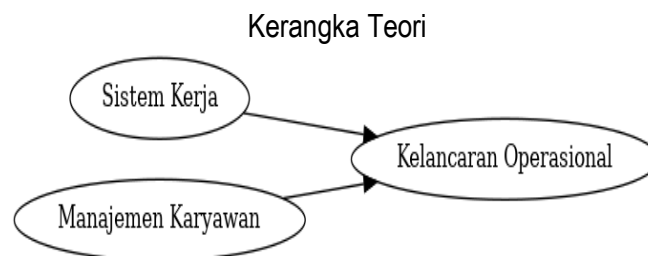 Kerangka Teori
Sistem Kerja
Kelancaran Operasional
Manajemen Karyawan